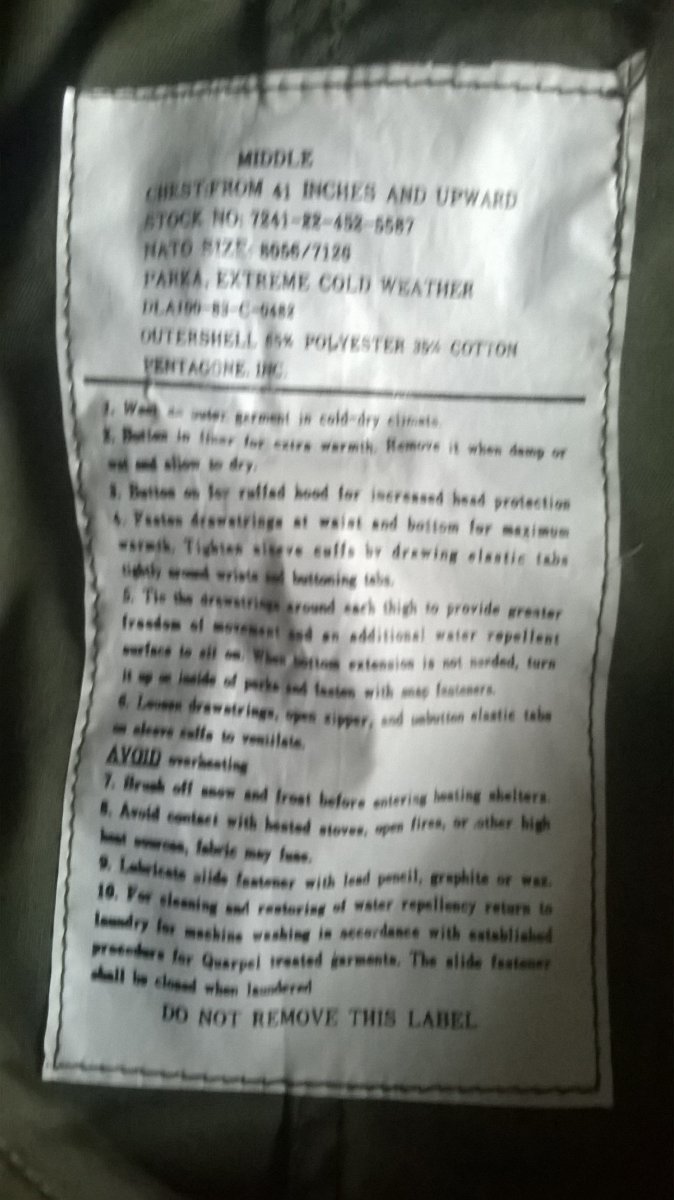 MIDDLE
CHEST:FROM 41 INCHES AND UPWARD
STOCK NO: 7241-22-452-5587
NATO SIZE: 8066/7120
PARKA, EXTREME COLD WEATHER
DLA100-83-C-0482
OUTERSHELL 65% POLYESTER 35% COTTON
PENTAGONE. INC.
1. Wear as outer garment in cold-dry climate.
2. Button in liner for extra warmth. Remove it when damp or
wet and allow to dry.
3. Button on fur ruffed hood for increased head protection
4. Fasten drawstrings at waist and bottom for maximum
warmth. Tighten sleeve cuffs by drawing elastic tabs
tightly around wrists and buttoning tabs.
5. Tie the drawstrings around each thigh to provide greater
freedom of movement and an additional water repellent
surface to sit on. When bottom extension is not needed, turn
it up on inside of parka and fasten with snap fasteners.
6. Loosen drawstrings, open zipper, and unbutton elastic tabs
on sleeve cuffs to ventilate.
AVOID overheating
7. Brush off snow and frost before entering heating shelters.
8. Avoid contact with heated stoves, open fires, or other high
heat sources, fabric may fuse.
9. Lubricate slide fastener with lead pencil, graphite or wax.
10. For cleaning and restoring of water repellency return to
laundry for machine washing in accordance with established
procedure for Quarpel treated garments. The slide fastener
shall be closed when laundered
DO NOT REMOVE THIS LABEL